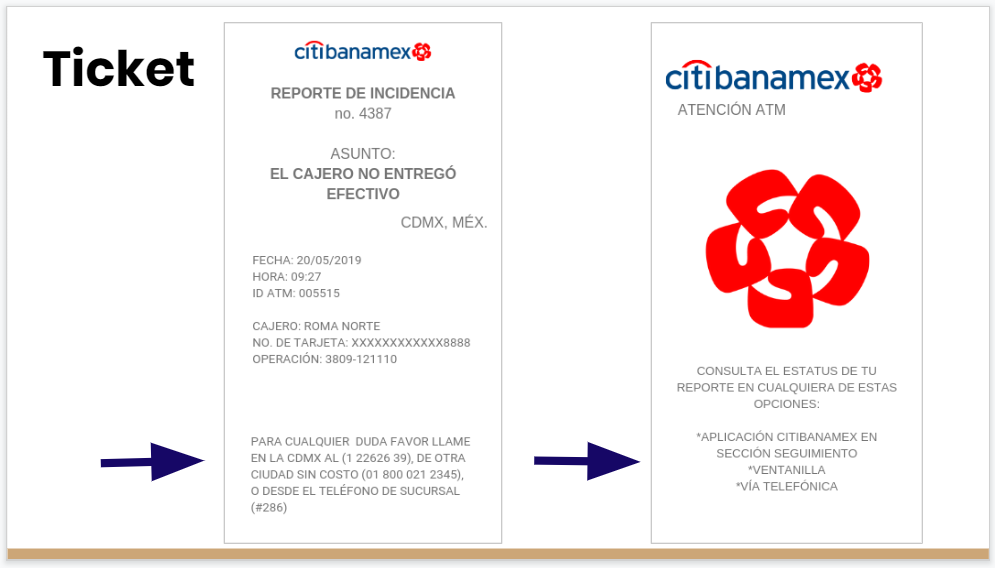 Ticket
citibanamex
REPORTE DE INCIDENCIA
no. 4387
ASUNTO:
EL CAJERO NO ENTREGÓ
EFECTIVO
CDMX, MÉX.
FECHA: 20/05/2019
HORA: 09:27
ID ATM: 005515
CAJERO: ROMA NORTE
NO. DE TARJETA: XXXXXXXXXXXX8888
OPERACIÓN: 3809-121110
PARA CUALQUIER  DUDA FAVOR LLAME
EN LA CDMX AL (1 22626 39), DE OTRA
CIUDAD SIN COSTO (01 800 021 2345),
O DESDE EL TELÉFONO DE SUCURSAL
(#286)
citibanamex
ATENCIÓN ATM
CONSULTA EL ESTATUS DE TU
REPORTE EN CUALQUIERA DE ESTAS
OPCIONES:
*APLICACIÓN CITIBANAMEX EN
SECCIÓN SEGUIMIENTO
*VENTANILLA
*VÍA TELEFÓNICA